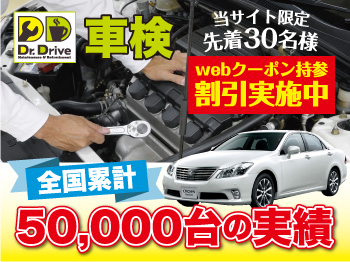 Dr. Drive
Maintenance & Refreshment
車検
当サイト限定
先着30名様
webクーポン持参
割引実施中
全国累計
50,000台の実績